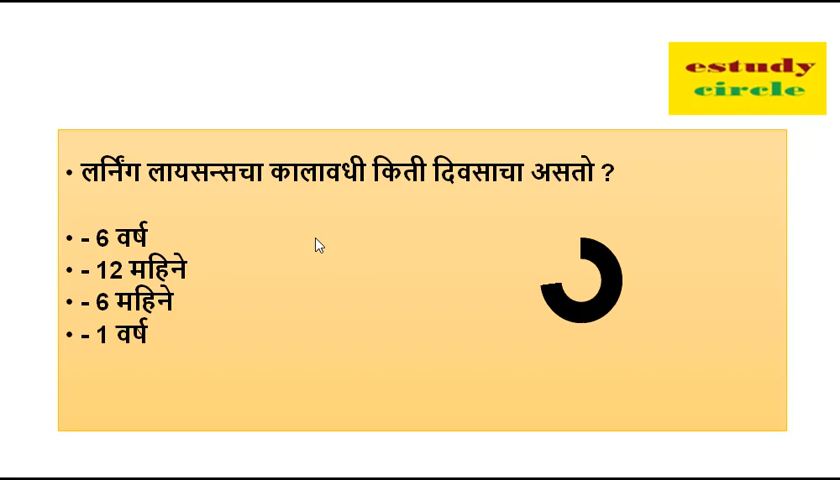 estudy
circle
• लर्निंग लायसन्सचा कालावधी किती दिवसाचा असतो ?
• - 6 वर्ष
• - 12 महिने
• - 6 महिने
• - 1 वर्ष